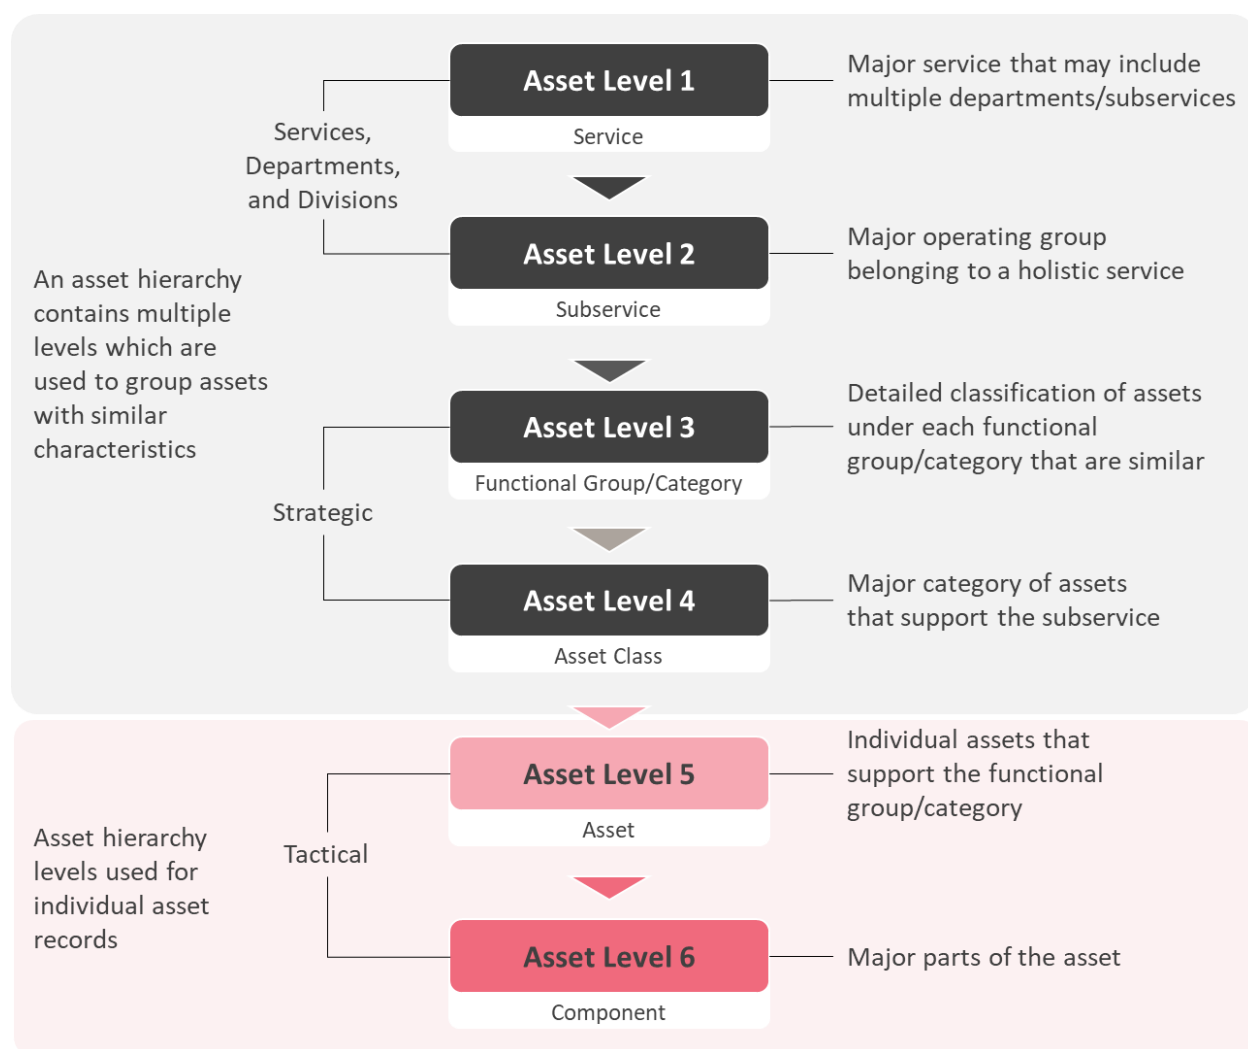 Asset Level 1
Service
Major service that may include
multiple departments/subservices
Services,
Departments,
and Divisions
Asset Level 2
Subservice
Major operating group
belonging to a holistic service
An asset hierarchy
contains multiple
levels which are
used to group assets
with similar
characteristics
Asset Level 3
Functional Group/Category
Detailed classification of assets
under each functional
group/category that are similar
Strategic
Asset Level 4
Asset Class
Major category of assets
that support the subservice
Asset Level 5
Asset
Individual assets that
support the functional
group/category
Asset hierarchy
levels used for
individual asset
records
Tactical
Asset Level 6
Component
Major parts of the asset